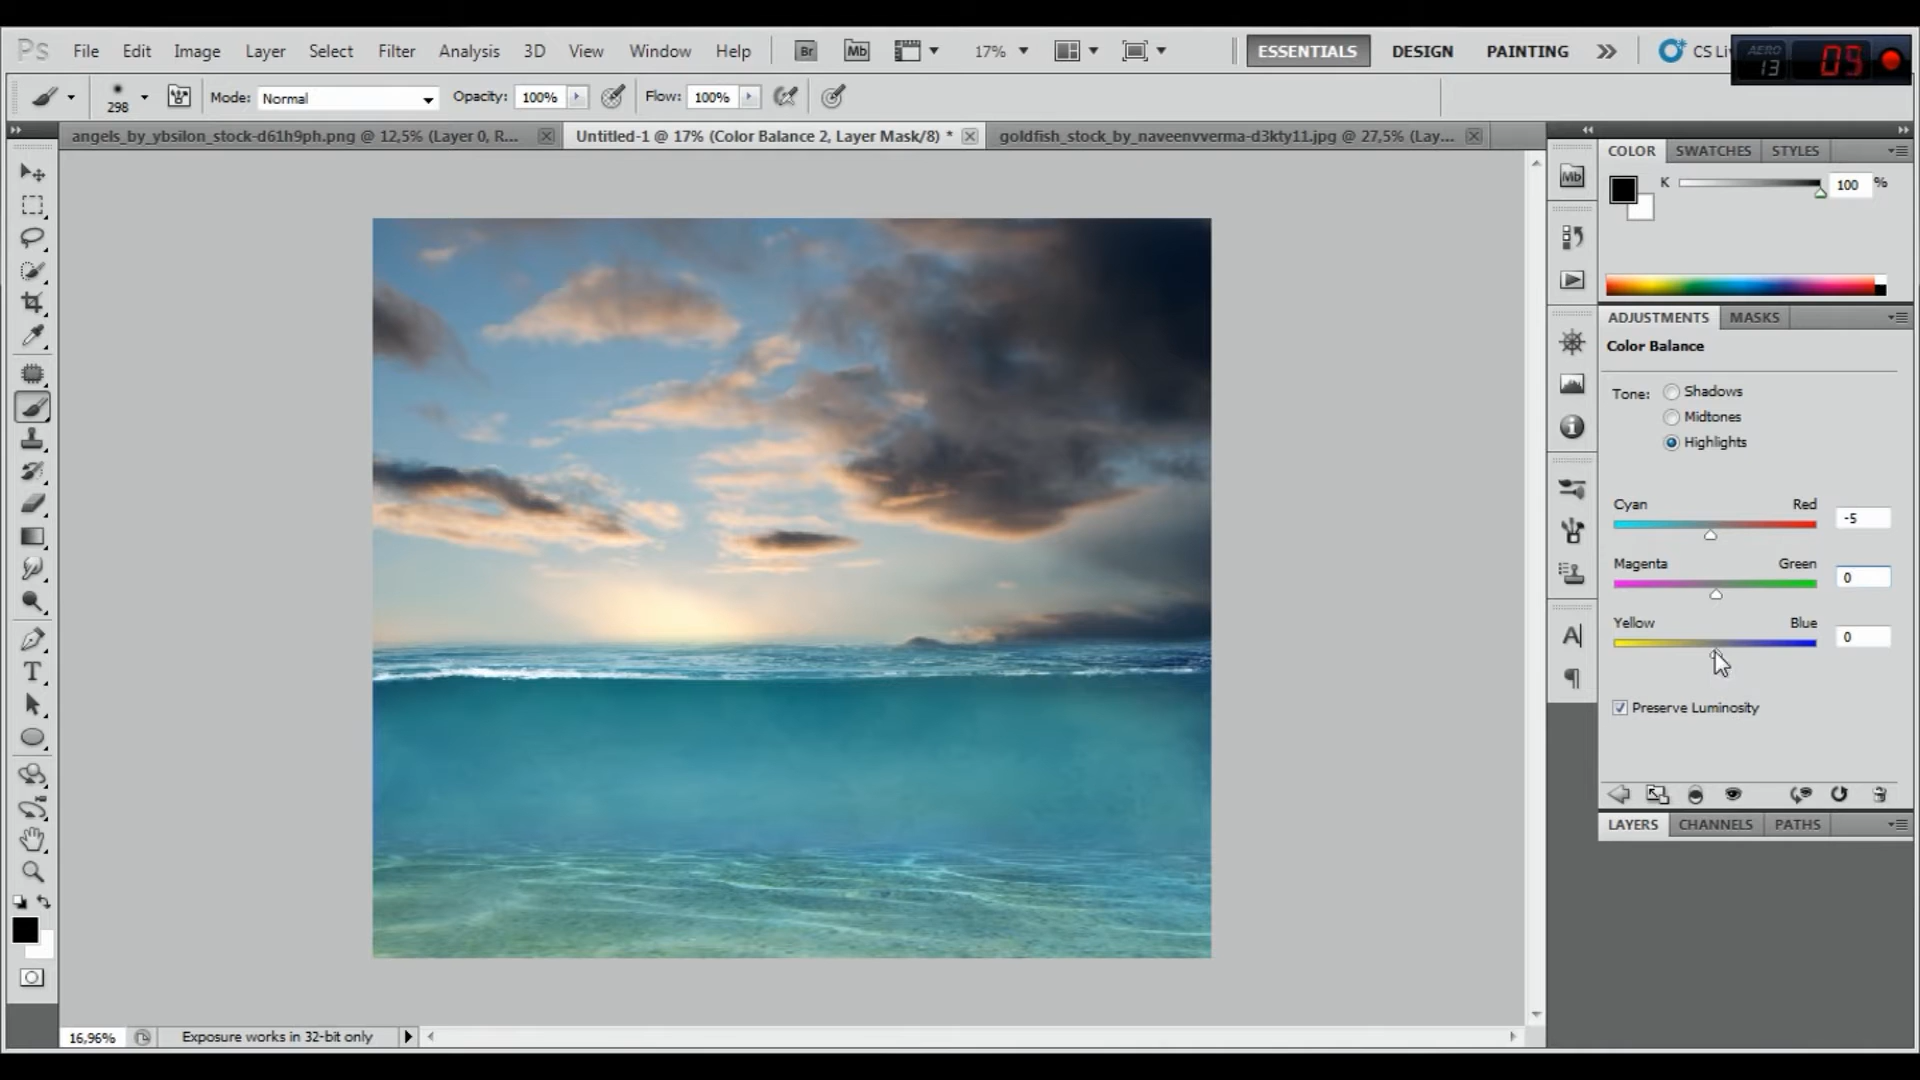 Ps File Edit Image Layer Select Filter Analysis 3D View Window Help Br Mb 17% ESSENTIALS DESIGN PAINTING CS Li
AERO 13 05
298 Mode: Normal Opacity: 100% Flow: 100%
angels_by_ybsilon_stock-d61h9ph.png @ 12,5% (Layer 0, R... Untitled-1 @ 17% (Color Balance 2, Layer Mask/8) * goldfish_stock_by_naveenvverma-d3kty11.jpg @ 27,5% (Lay...
COLOR SWATCHES STYLES
Mb
K 100 %
ADJUSTMENTS MASKS
Color Balance
Tone: Shadows
Midtones
Highlights
Cyan Red -5
Magenta Green 0
Yellow Blue 0
Preserve Luminosity
LAYERS CHANNELS PATHS
16,96% Exposure works in 32-bit only